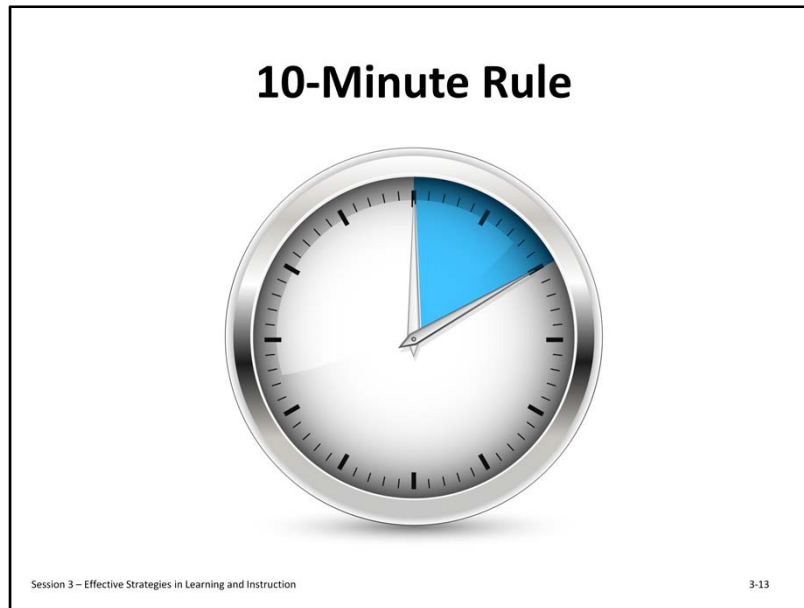 10-Minute Rule
Session 3 – Effective Strategies in Learning and Instruction
3-13